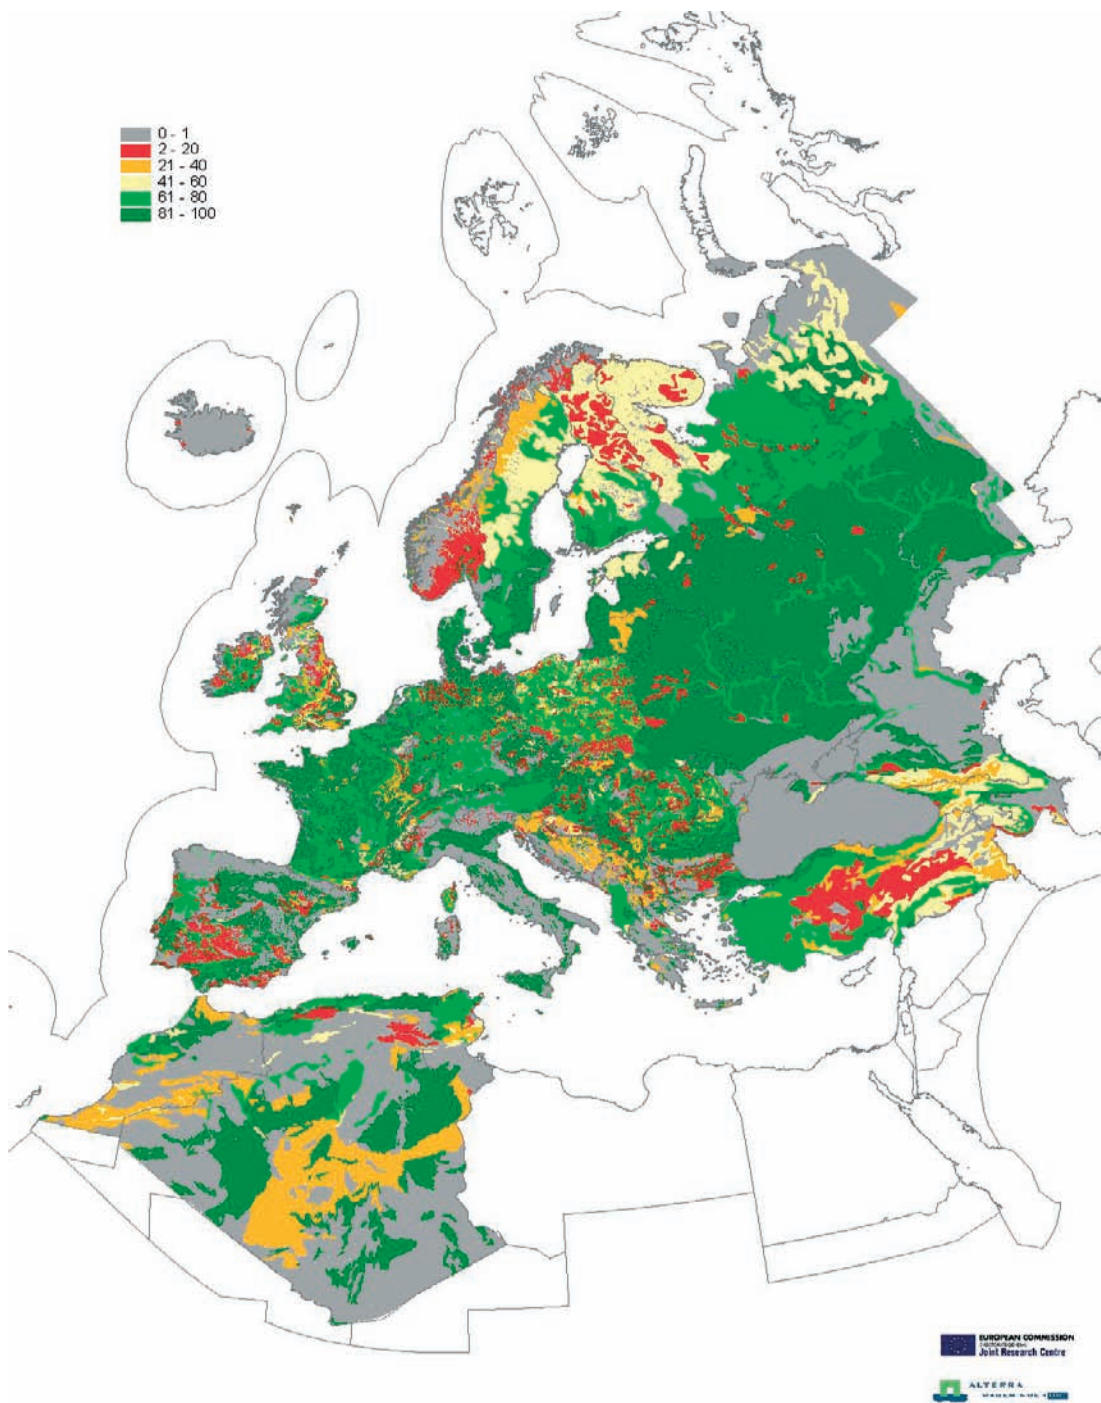 0 - 1
2 - 20
21 - 40
41 - 60
61 - 80
81 - 100
EUROPEAN COMMISSION
Joint Research Centre
ALTERRA